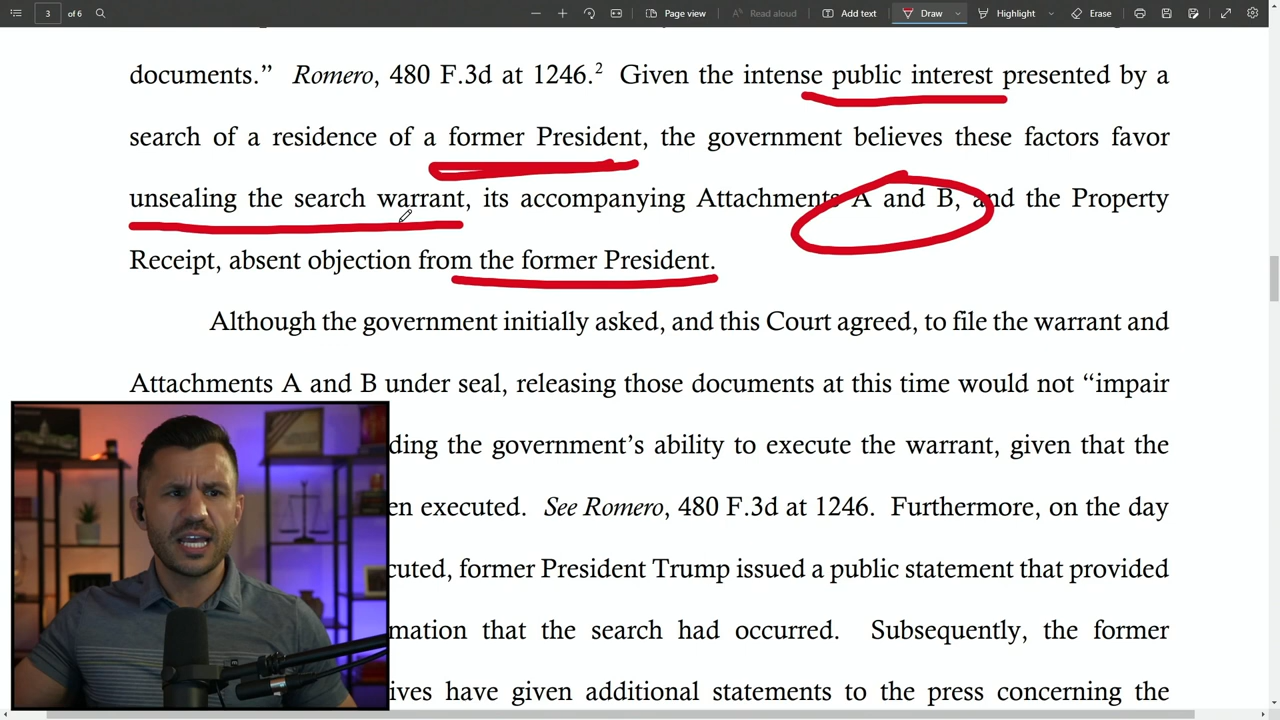 3 of 6 Page view Read aloud Add text Draw Highlight Erase
documents.” Romero, 480 F.3d at 1246.2 Given the intense public interest presented by a
search of a residence of a former President, the government believes these factors favor
unsealing the search warrant, its accompanying Attachments A and B, and the Property
Receipt, absent objection from the former President.
Although the government initially asked, and this Court agreed, to file the warrant and
Attachments A and B under seal, releasing those documents at this time would not “impair
ding the government’s ability to execute the warrant, given that the
en executed. See Romero, 480 F.3d at 1246. Furthermore, on the day
cuted, former President Trump issued a public statement that provided
mation that the search had occurred. Subsequently, the former
ives have given additional statements to the press concerning the